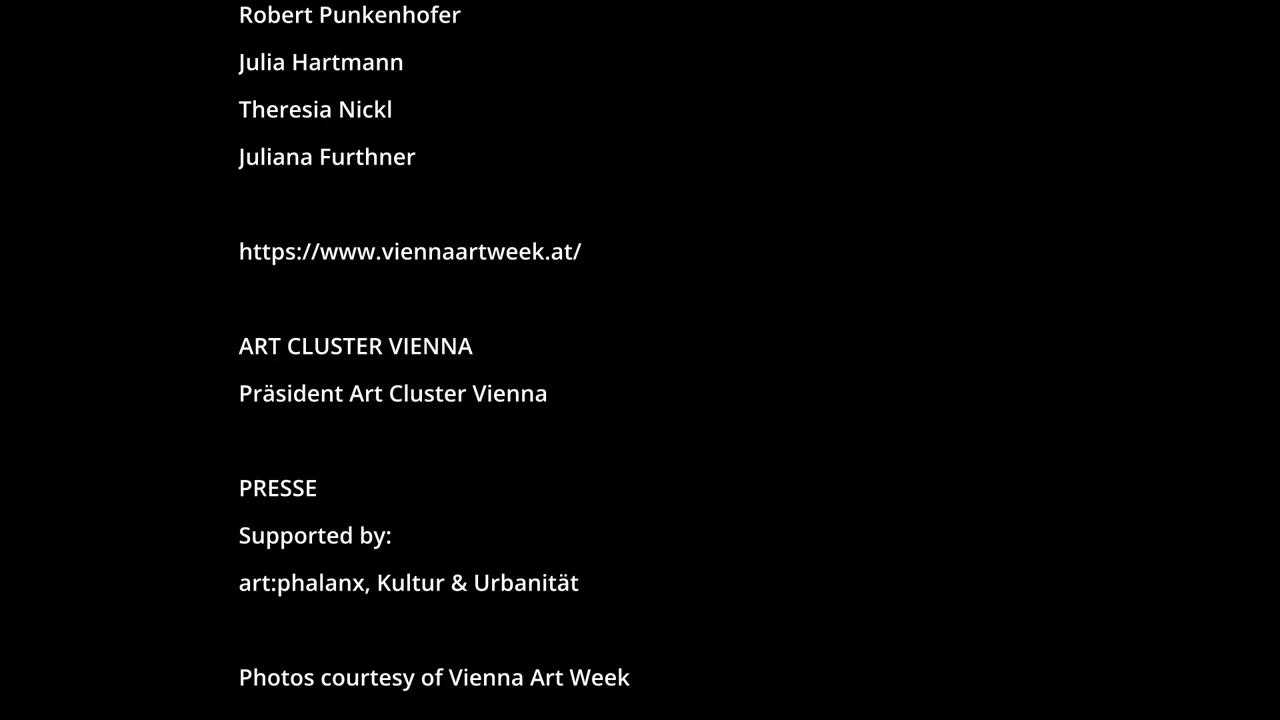 Robert Punkenhofer
Julia Hartmann
Theresia Nickl
Juliana Furthner
https://www.viennaartweek.at/
ART CLUSTER VIENNA
Präsident Art Cluster Vienna
PRESSE
Supported by:
art:phalanx, Kultur & Urbanität
Photos courtesy of Vienna Art Week